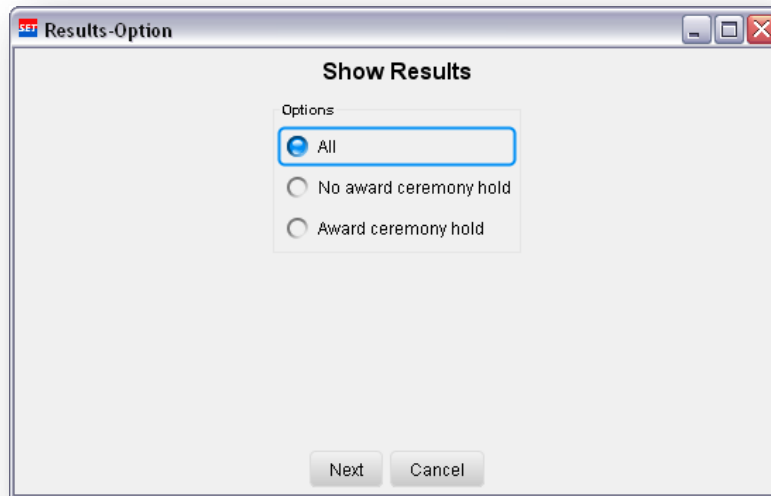 SET Results-Option
Show Results
Options
All
No award ceremony hold
Award ceremony hold
Next Cancel